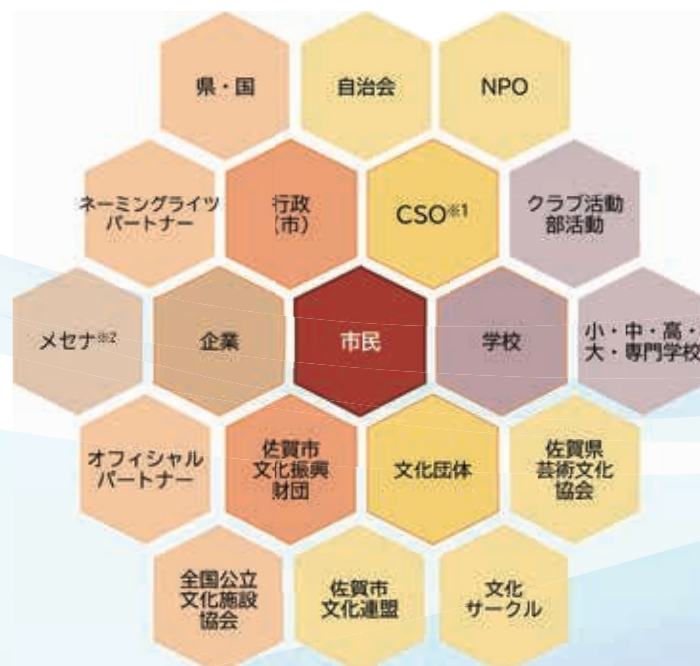 県・国
自治会
NPO
ネーミングライツ
パートナー
行政
(市)
CSO※1
クラブ活動
部活動
メセナ※2
企業
市民
学校
小・中・高・
大・専門学校
オフィシャル
パートナー
佐賀市
文化振興
財団
文化団体
佐賀県
芸術文化
協会
全国公立
文化施設
協会
佐賀市
文化連盟
文化
サークル